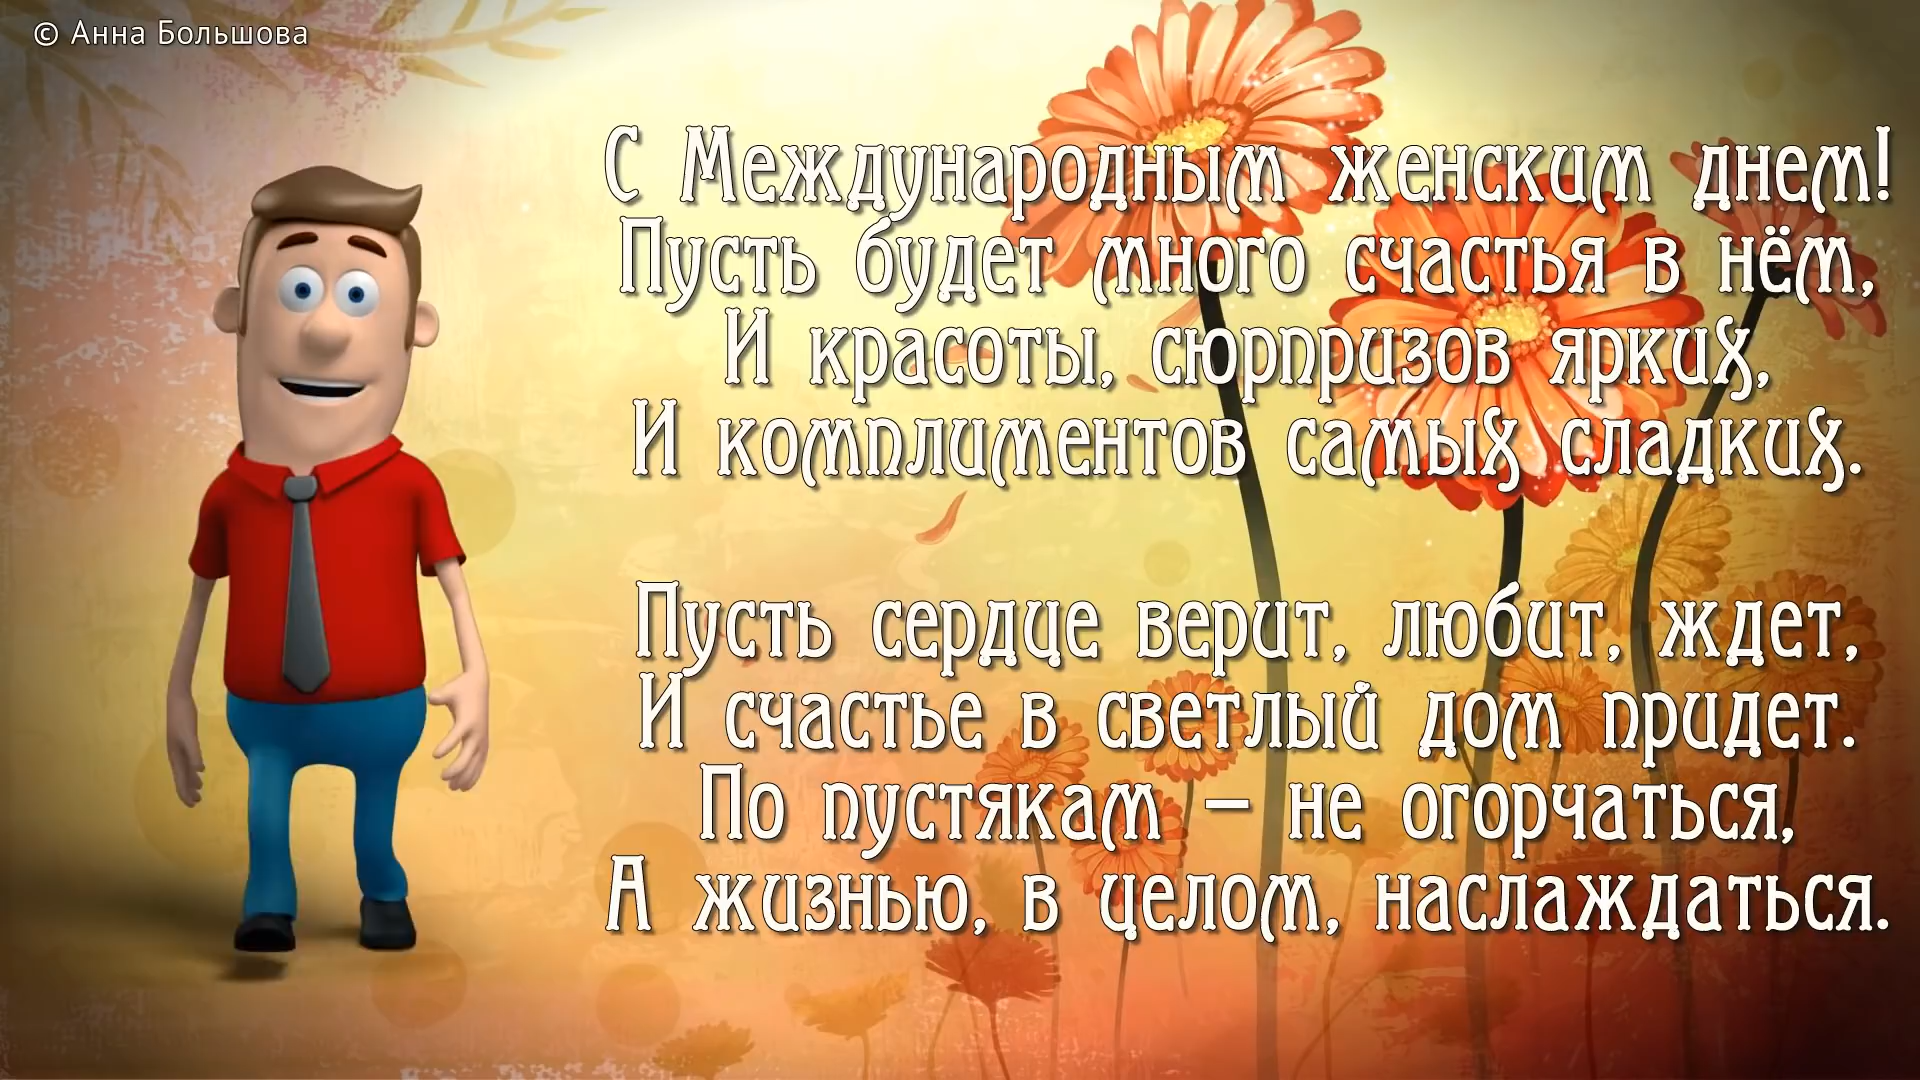 © Анна Большова
С Международным женским днем!
Пусть будет много счастья в нём,
И красоты, сюрпризов ярких,
И комплиментов самых сладких.
Пусть сердце верит, любит, ждет,
И счастье в светлый дом придет.
По пустякам – не огорчаться,
А жизнью, в целом, наслаждаться.